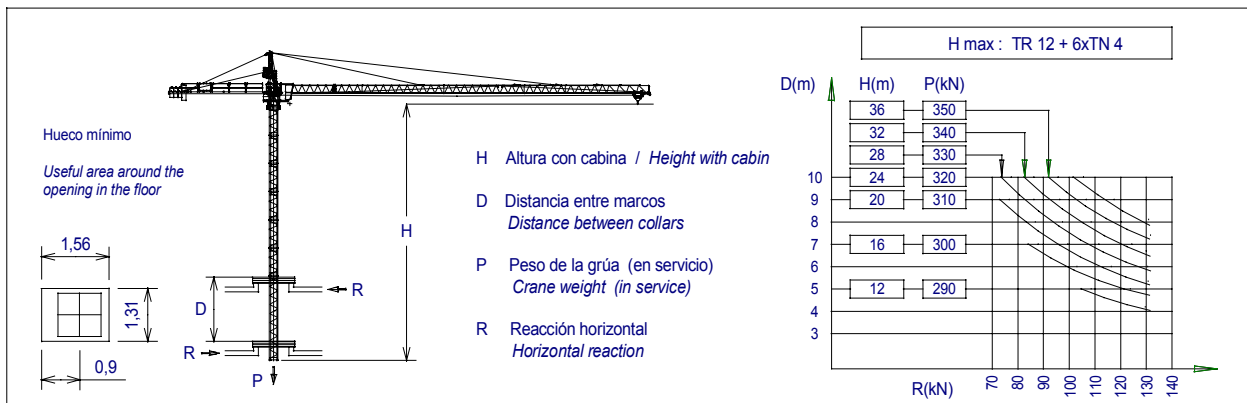 Hueco mínimo
Useful area around the
opening in the floor
1,56
1,31
0,9
D
R
R
P
H
H Altura con cabina / Height with cabin
D Distancia entre marcos
Distance between collars
P Peso de la grúa (en servicio)
Crane weight (in service)
R Reacción horizontal
Horizontal reaction
H max : TR 12 + 6xTN 4
D(m) H(m) P(kN)
36 350
32 340
28 330
10 24 320
9 20 310
8
7 16 300
6
5 12 290
4
3
R(kN) 70 80 90 100 110 120 130 140